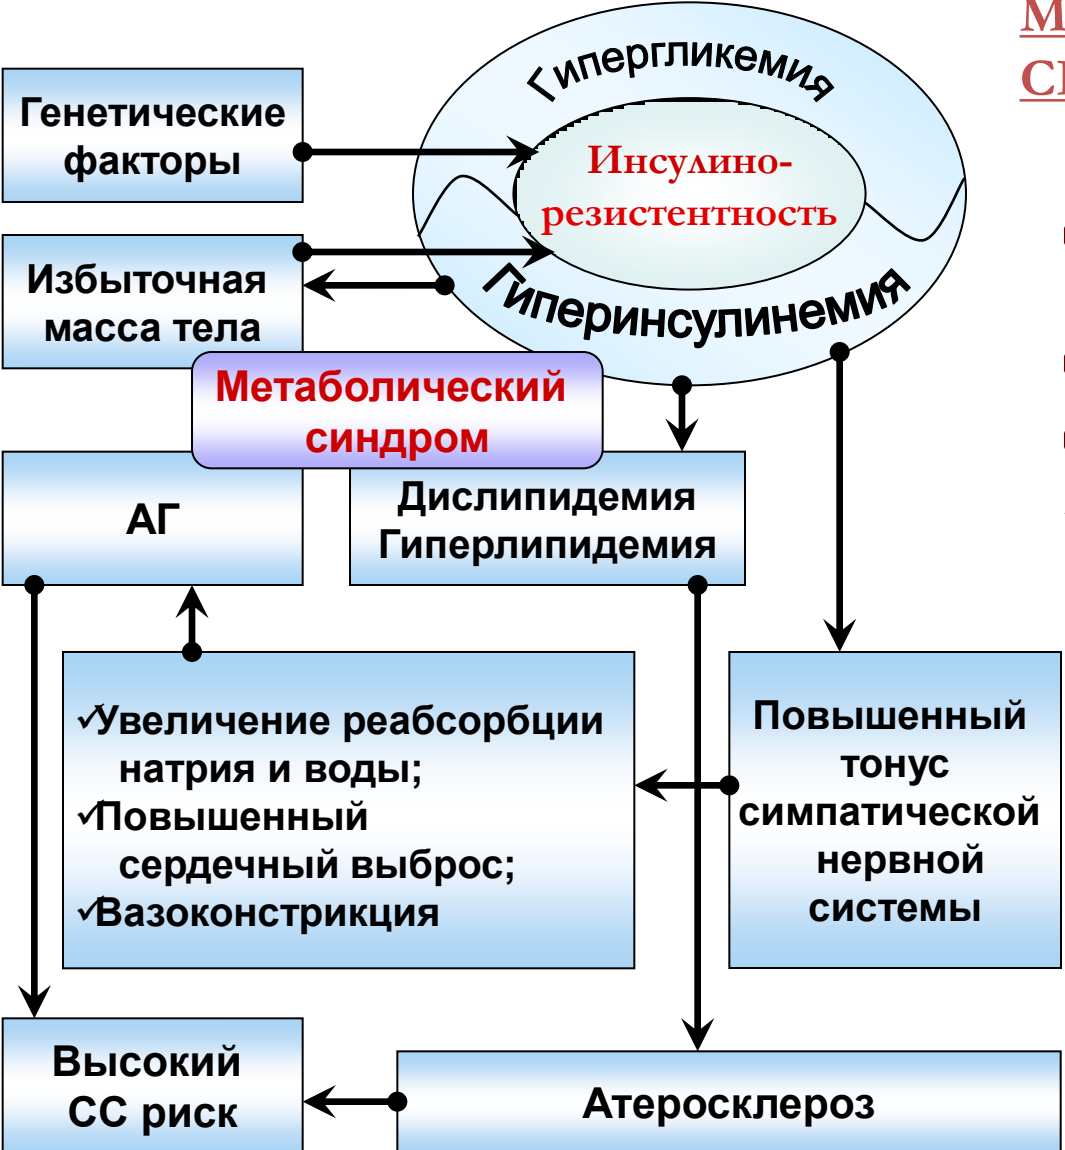 Гипергликемия
Генетические
факторы
Инсулино-
резистентность
Избыточная
масса тела
Гиперинсулинемия
Метаболический
синдром
АГ
Дислипидемия
Гиперлипидемия
✓Увеличение реабсорбции
натрия и воды;
✓Повышенный
сердечный выброс;
✓Вазоконстрикция
Повышенный
тонус
симпатической
нервной
системы
Высокий
СС риск
Атеросклероз